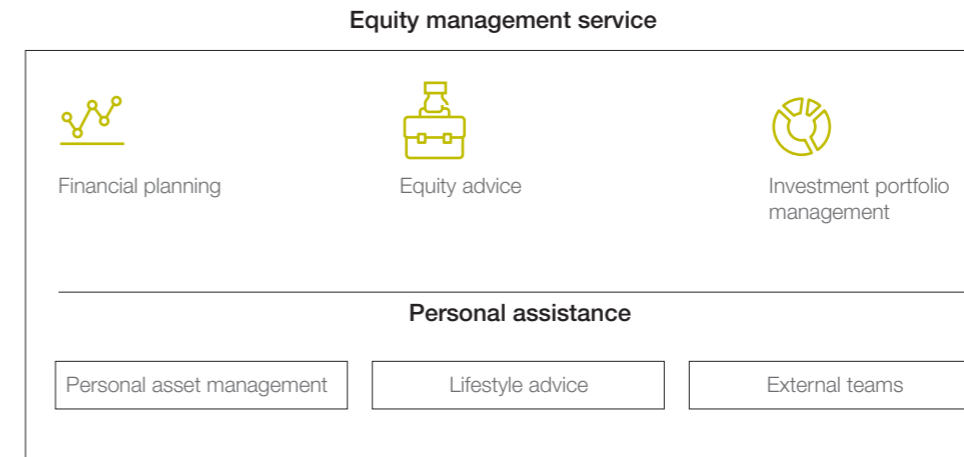 Equity management service
Financial planning
Equity advice
Investment portfolio
management
Personal assistance
Personal asset management
Lifestyle advice
External teams